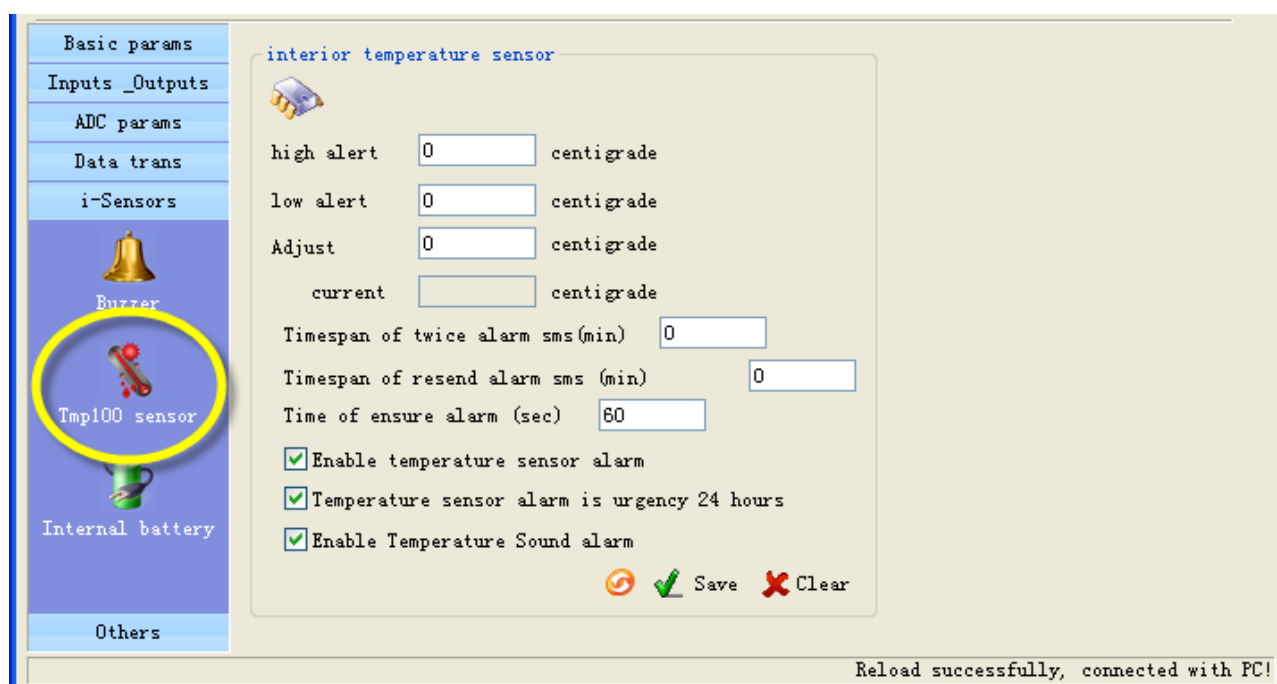 Basic params
Inputs _Outputs
ADC params
Data trans
i-Sensors
Buzzer
Tmp100 sensor
Internal battery
Others
interior temperature sensor
high alert 0 centigrade
low alert 0 centigrade
Adjust 0 centigrade
current centigrade
Timespan of twice alarm sms(min) 0
Timespan of resend alarm sms (min) 0
Time of ensure alarm (sec) 60
Enable temperature sensor alarm
Temperature sensor alarm is urgency 24 hours
Enable Temperature Sound alarm
Save Clear
Reload successfully, connected with PC!